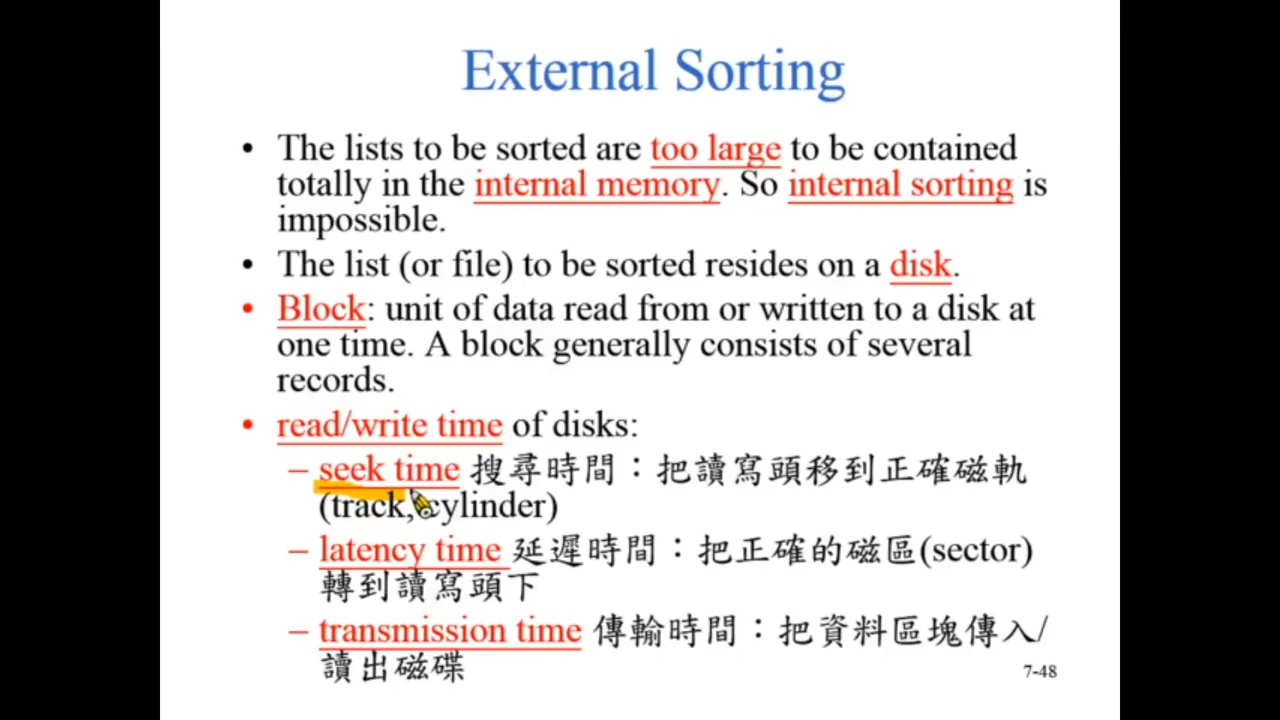 External Sorting
• The lists to be sorted are too large to be contained
totally in the internal memory. So internal sorting is
impossible.
• The list (or file) to be sorted resides on a disk.
• Block: unit of data read from or written to a disk at
one time. A block generally consists of several
records.
• read/write time of disks:
– seek time 搜尋時間：把讀寫頭移到正確磁軌
(track, cylinder)
– latency time 延遲時間：把正確的磁區(sector)
轉到讀寫頭下
– transmission time 傳輸時間：把資料區塊傳入/
讀出磁碟
7-48